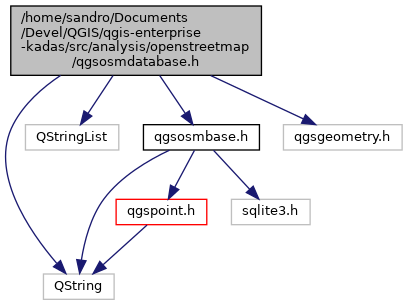 /home/sandro/Documents
/Devel/QGIS/qgis-enterprise
-kadas/src/analysis/openstreetmap
/qgsosmdatabase.h
QStringList
qgsosmbase.h
qgsgeometry.h
qgspoint.h
sqlite3.h
QString